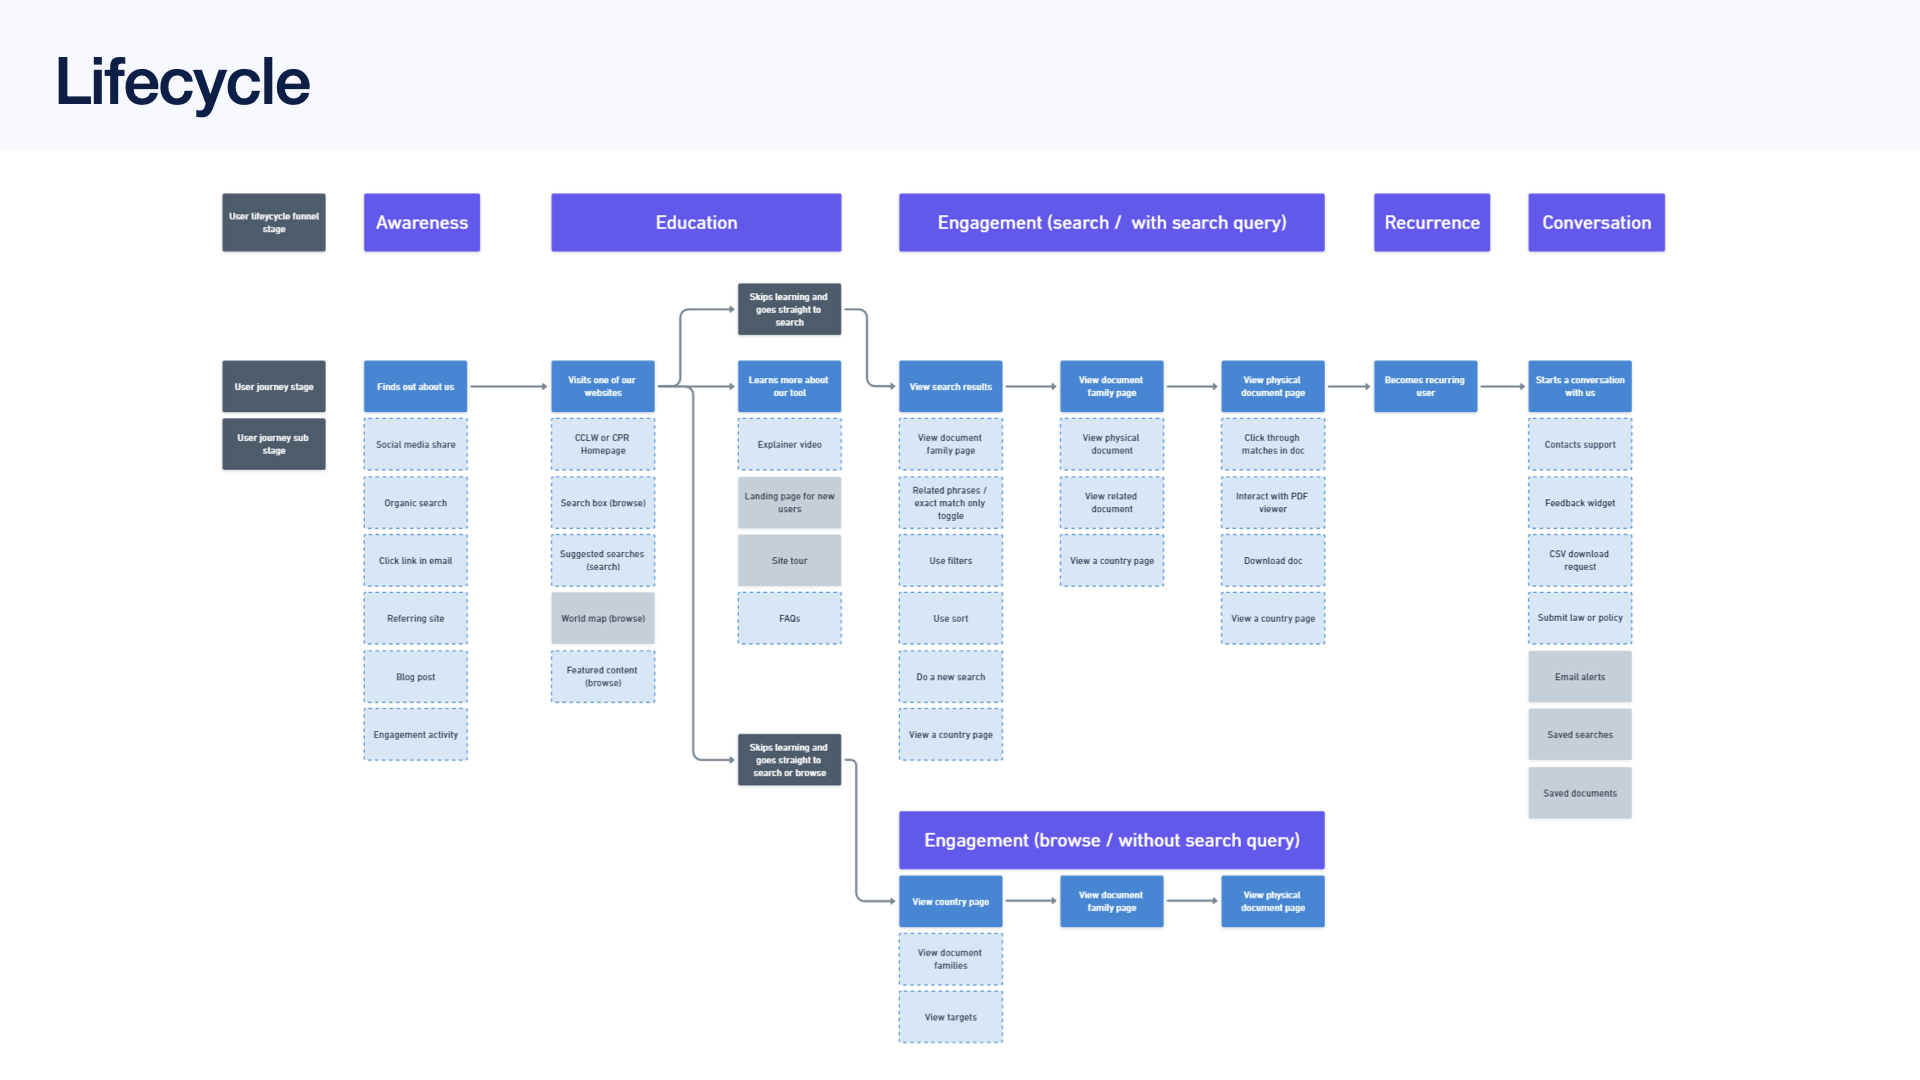 Lifecycle
User lifeycycle funnel
stage
Awareness
Education
Engagement (search /  with search query)
Recurrence
Conversation
Skips learning and
goes straight to
search
User journey stage
Finds out about us
Visits one of our
websites
Learns more about
our tool
View search results
View document
family page
View physical
document page
Becomes recurring
user
Starts a conversation
with us
User journey sub
stage
Social media share
Organic search
Click link in email
Referring site
Blog post
Engagement activity
CCLW or CPR
Homepage
Search box (browse)
Suggested searches
(search)
World map (browse)
Featured content
(browse)
Explainer video
Landing page for new
users
Site tour
FAQs
Skips learning and
goes straight to
search or browse
View document
family page
Related phrases /
exact match only
toggle
Use filters
Use sort
Do a new search
View a country page
View physical
document
View related
document
View a country page
Click through
matches in doc
Interact with PDF
viewer
Download doc
View a country page
Contacts support
Feedback widget
CSV download
request
Submit law or policy
Email alerts
Saved searches
Saved documents
Engagement (browse / without search query)
View country page
View document
family page
View physical
document page
View document
families
View targets